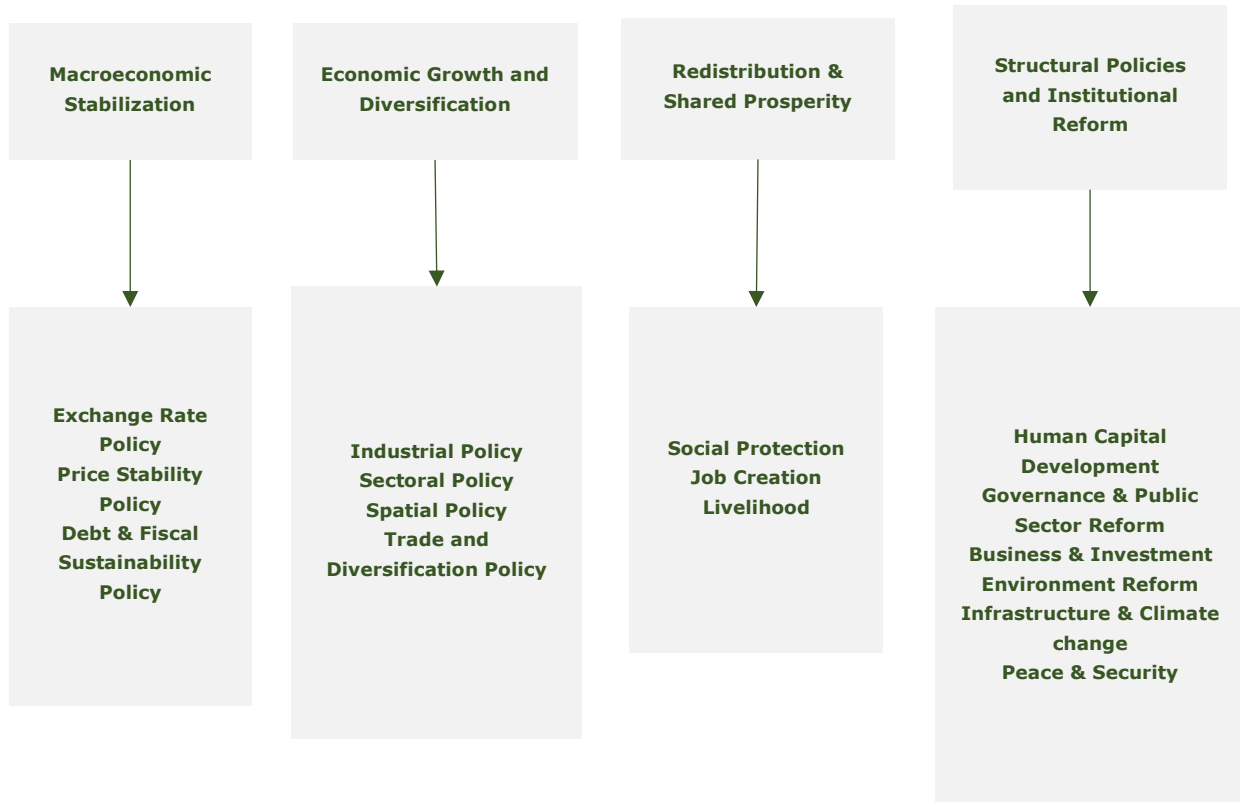 Macroeconomic
Stabilization
Economic Growth and
Diversification
Redistribution &
Shared Prosperity
Structural Policies
and Institutional
Reform
Exchange Rate
Policy
Price Stability
Policy
Debt & Fiscal
Sustainability
Policy
Industrial Policy
Sectoral Policy
Spatial Policy
Trade and
Diversification Policy
Social Protection
Job Creation
Livelihood
Human Capital
Development
Governance & Public
Sector Reform
Business & Investment
Environment Reform
Infrastructure & Climate
change
Peace & Security